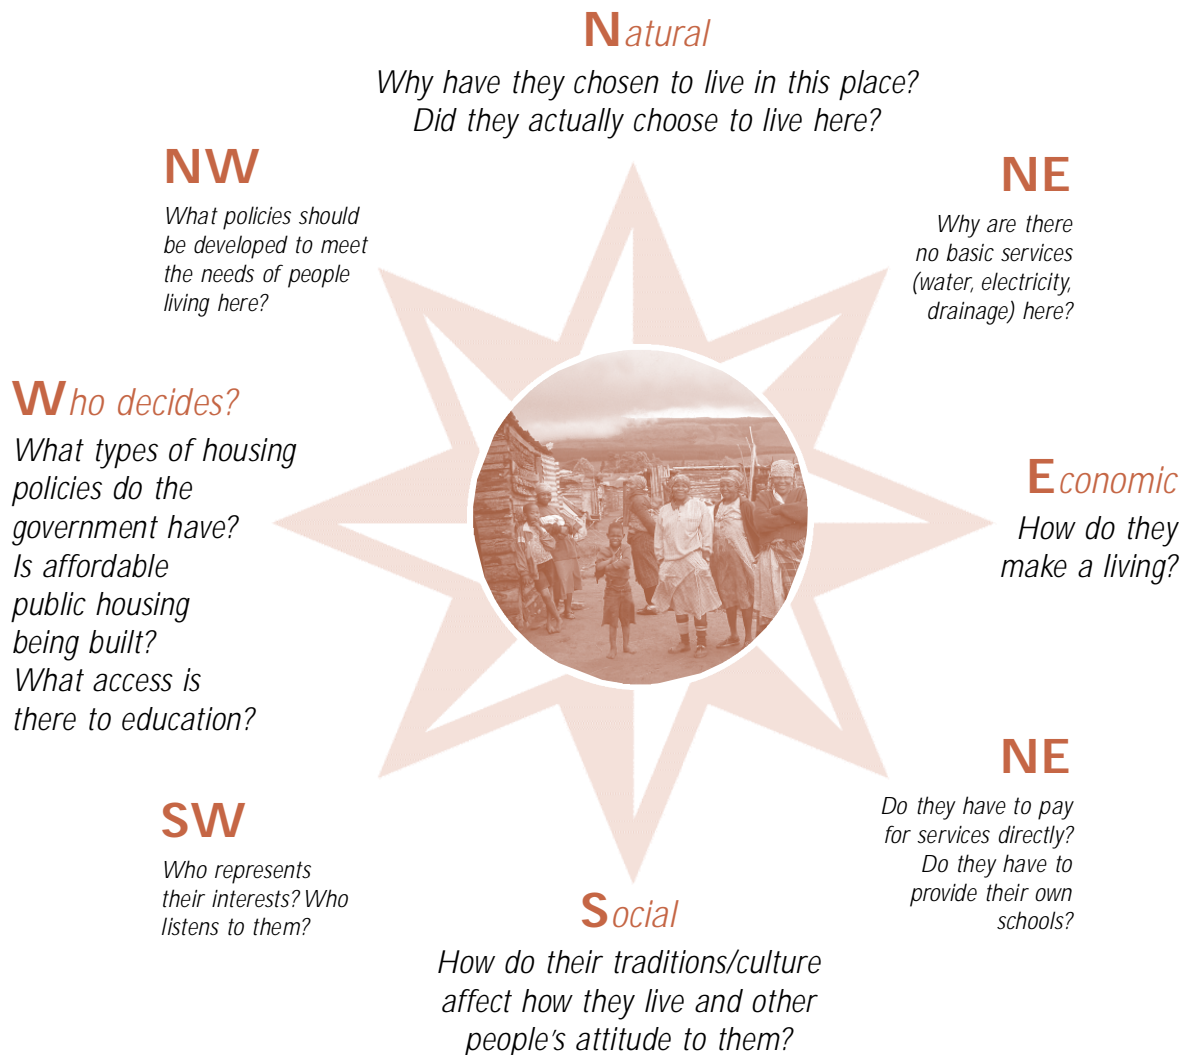 Natural
Why have they chosen to live in this place?
Did they actually choose to live here?
NW
What policies should
be developed to meet
the needs of people
living here?
NE
Why are there
no basic services
(water, electricity,
drainage) here?
Who decides?
What types of housing
policies do the
government have?
Is affordable
public housing
being built?
What access is
there to education?
Economic
How do they
make a living?
NE
Do they have to pay
for services directly?
Do they have to
provide their own
schools?
SW
Who represents
their interests? Who
listens to them?
Social
How do their traditions/culture
affect how they live and other
people's attitude to them?